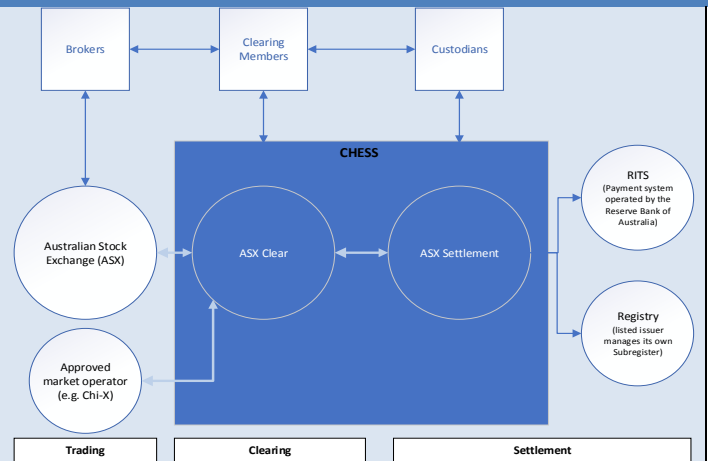 Brokers
Clearing
Members
Custodians
CHESS
RITS
(Payment system
operated by the
Reserve Bank of
Australia)
Australian Stock
Exchange (ASX)
ASX Clear
ASX Settlement
Registry
(listed issuer
manages its own
Subregister)
Approved
market operator
(e.g. Chi-X)
Trading
Clearing
Settlement